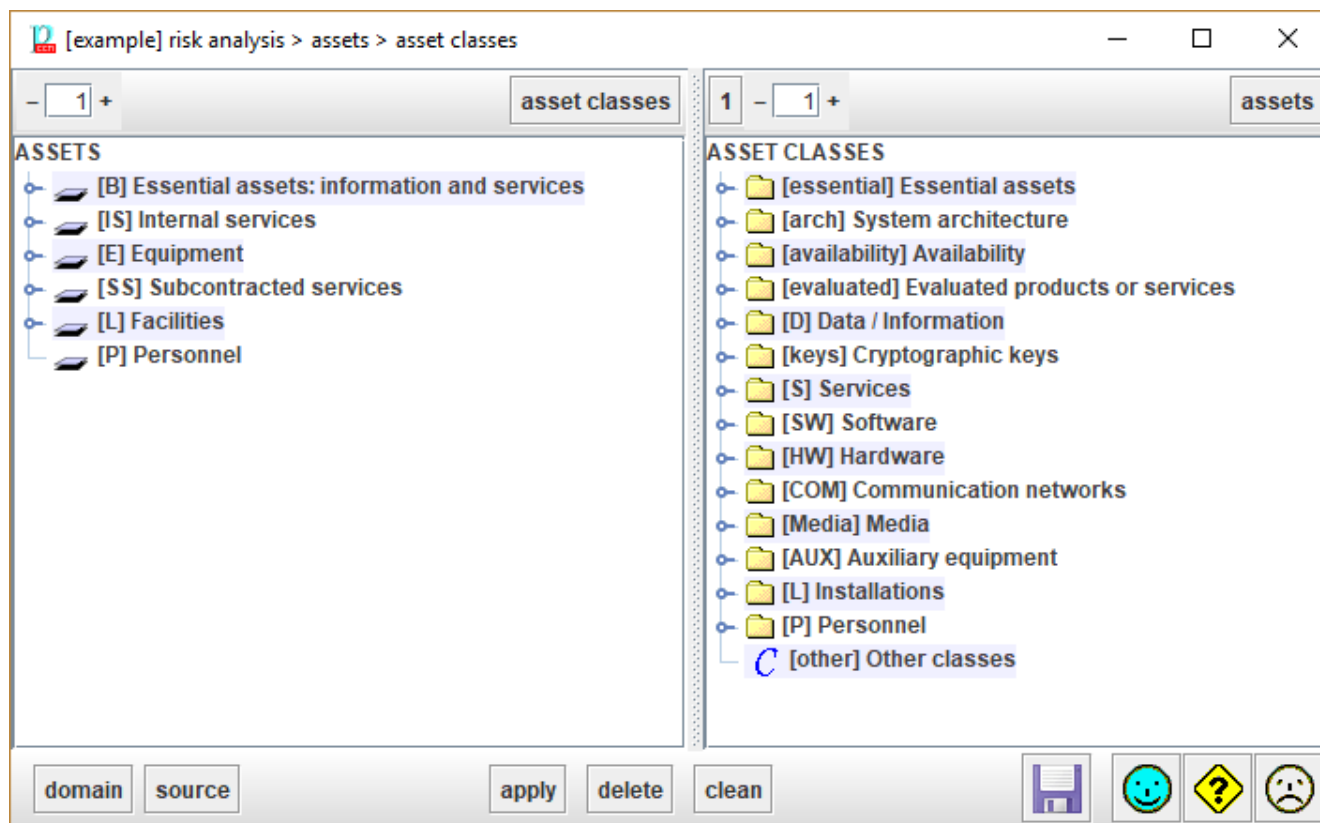 [example] risk analysis > assets > asset classes
− 1 + asset classes
1 − 1 + assets
ASSETS
[B] Essential assets: information and services
[IS] Internal services
[E] Equipment
[SS] Subcontracted services
[L] Facilities
[P] Personnel
ASSET CLASSES
[essential] Essential assets
[arch] System architecture
[availability] Availability
[evaluated] Evaluated products or services
[D] Data / Information
[keys] Cryptographic keys
[S] Services
[SW] Software
[HW] Hardware
[COM] Communication networks
[Media] Media
[AUX] Auxiliary equipment
[L] Installations
[P] Personnel
C [other] Other classes
domain source apply delete clean ?